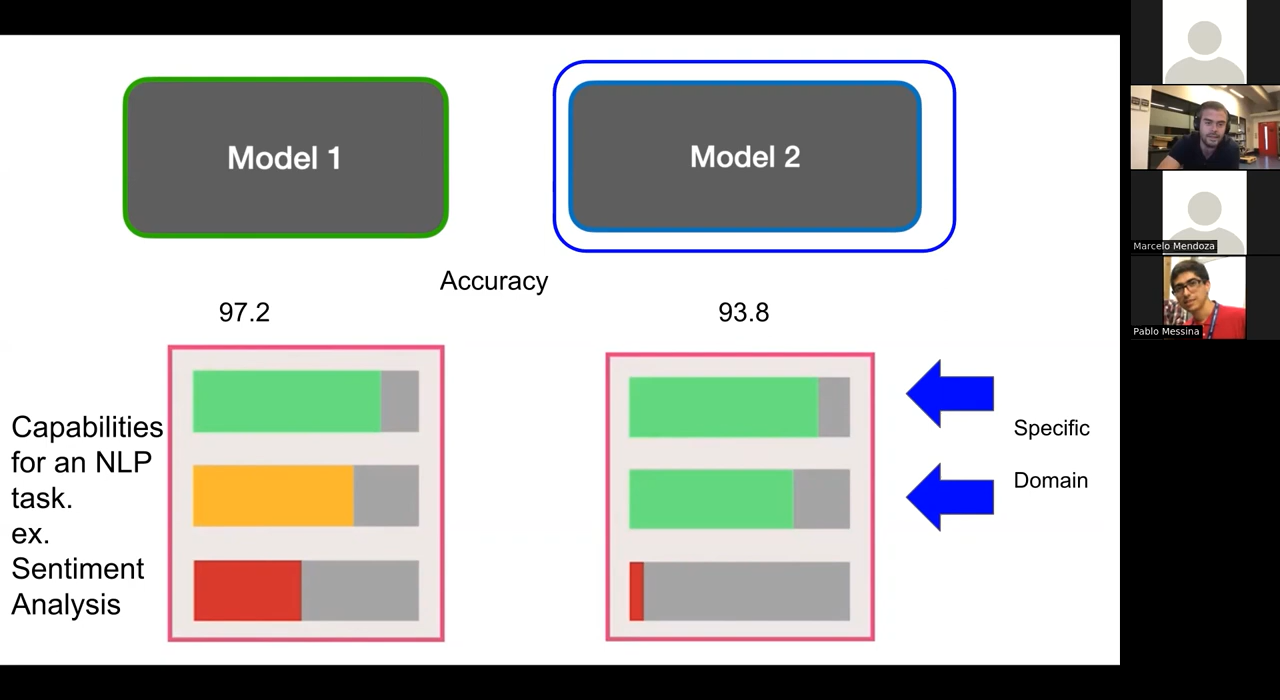 Model 1
Model 2
Accuracy
97.2
93.8
Capabilities
for an NLP
task.
ex.
Sentiment
Analysis
Specific
Domain
Marcelo Mendoza
Pablo Messina